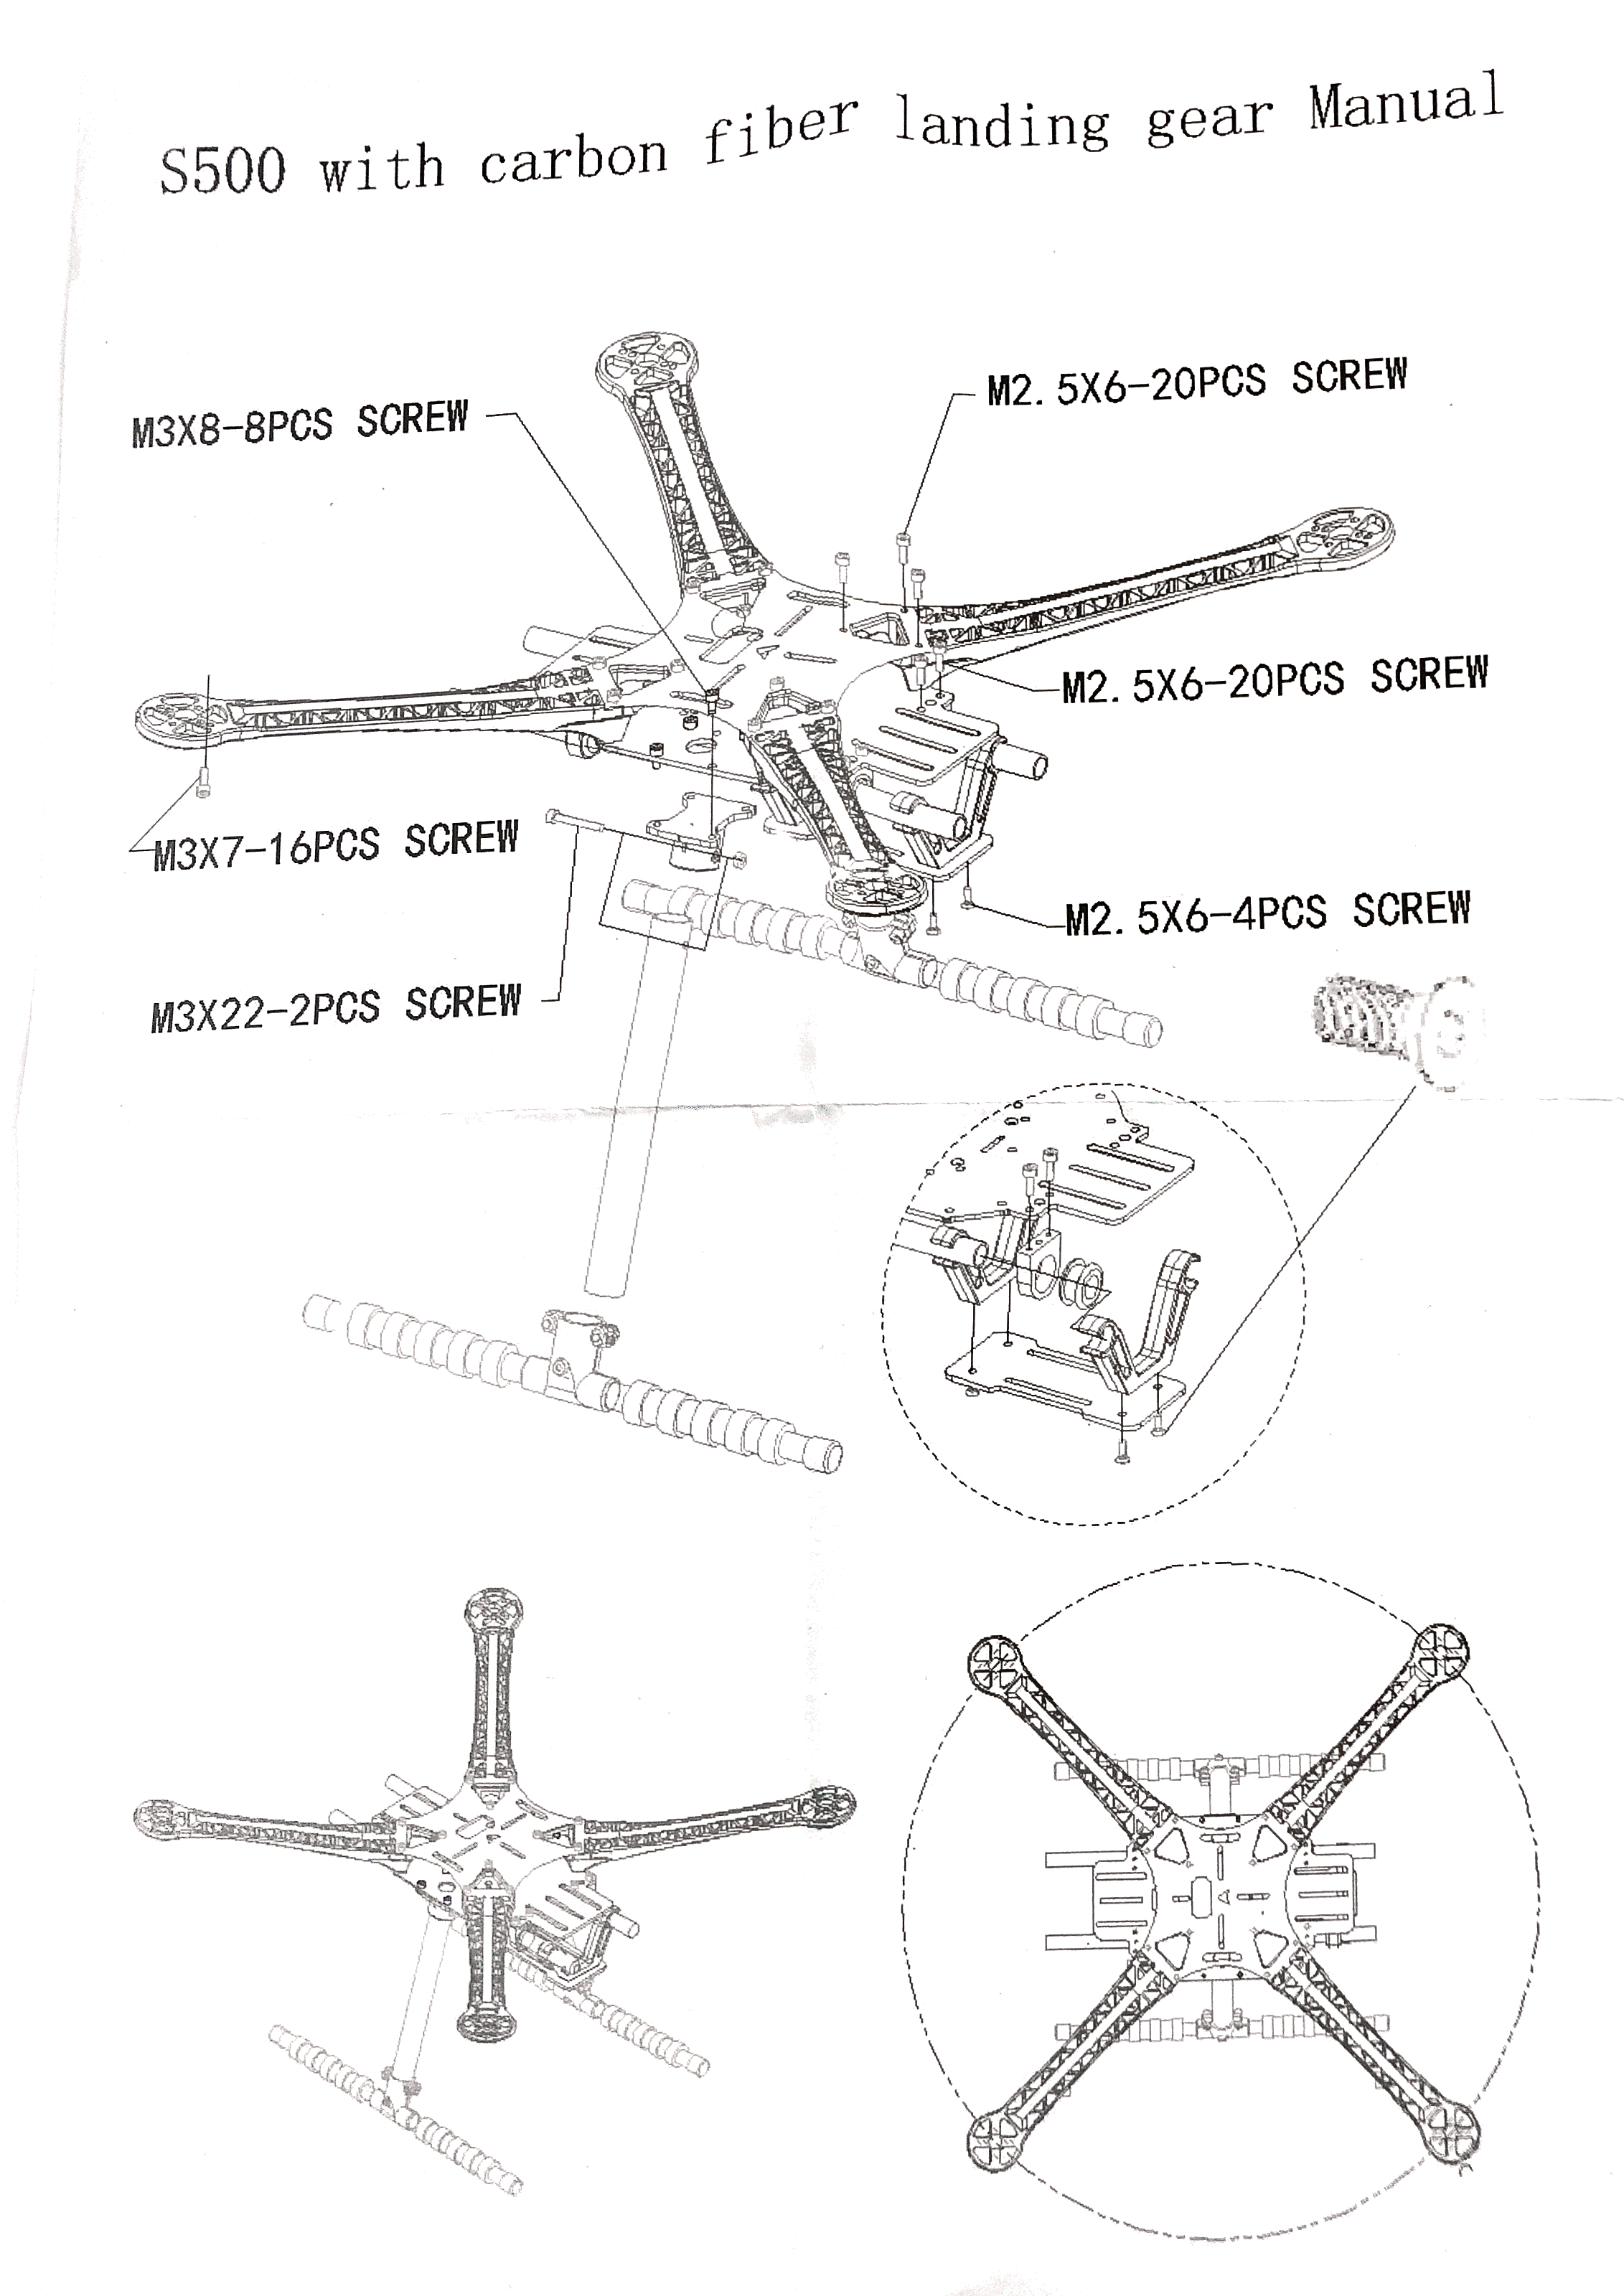 S500 with carbon fiber landing gear Manual
M3X8-8PCS SCREW
M2.5X6-20PCS SCREW
M2.5X6-20PCS SCREW
M3X7-16PCS SCREW
M2.5X6-4PCS SCREW
M3X22-2PCS SCREW